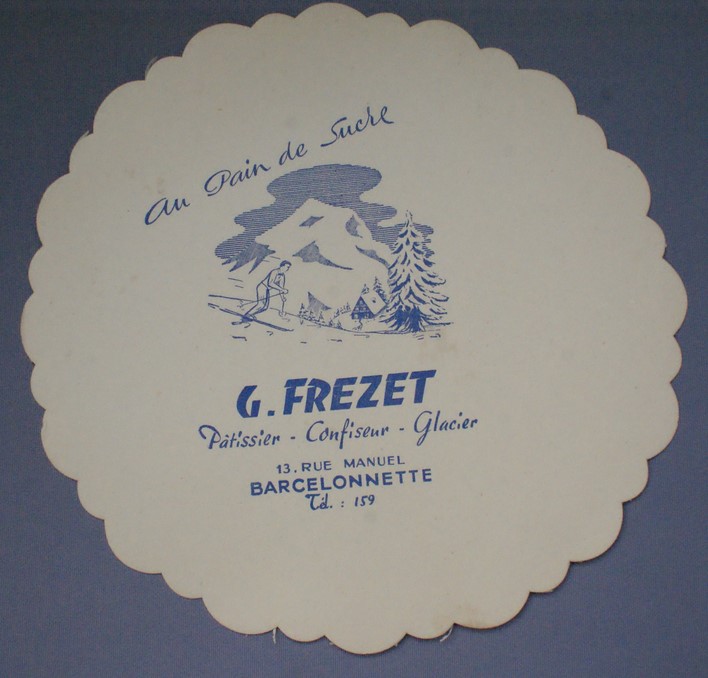 Au Pain de Sucre
G. FREZET
Pâtissier - Confiseur - Glacier
13. RUE MANUEL
BARCELONNETTE
Tél. : 159